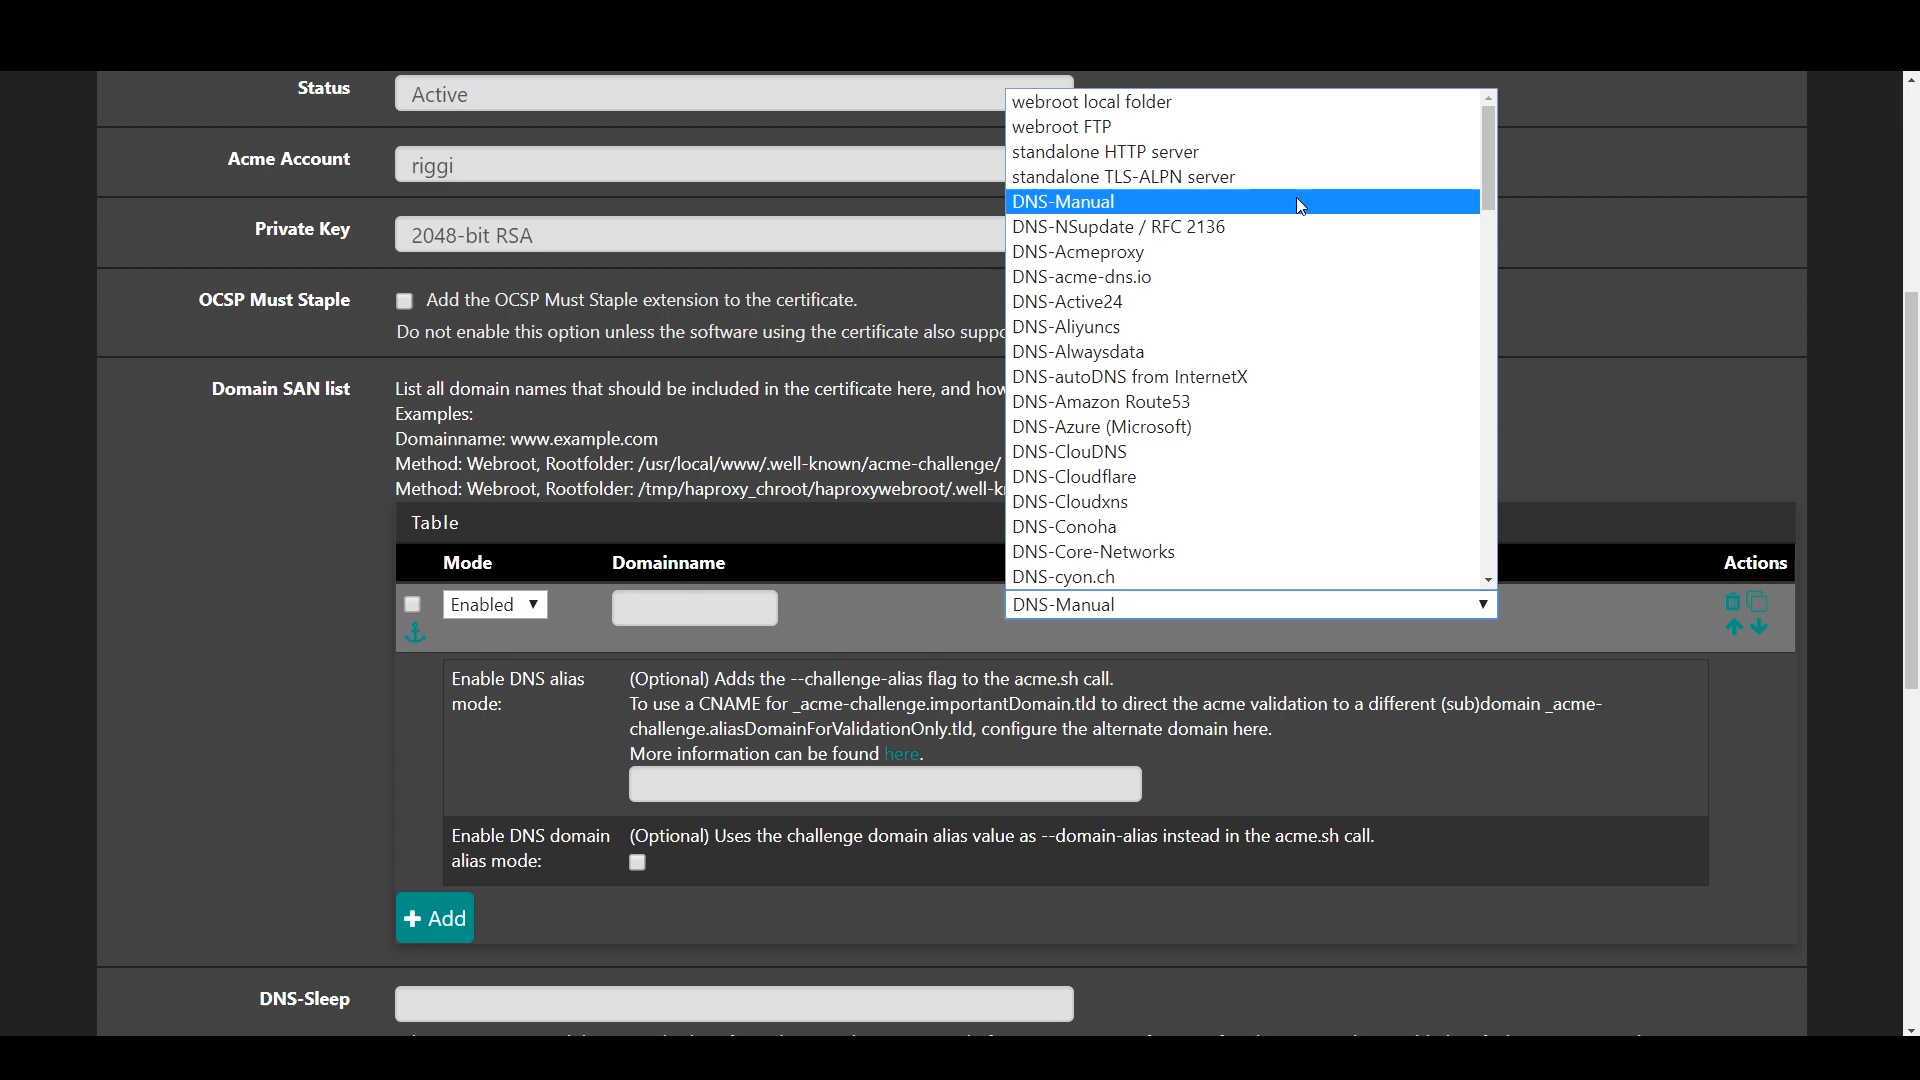 Status
Active
Acme Account
riggi
Private Key
2048-bit RSA
OCSP Must Staple
Add the OCSP Must Staple extension to the certificate.
Do not enable this option unless the software using the certificate also
Domain SAN list
List all domain names that should be included in the certificate here, and
Examples:
Domainname: www.example.com
Method: Webroot, Rootfolder: /usr/local/www/.well-known/acme-challenge/
Method: Webroot, Rootfolder: /tmp/haproxy_chroot/haproxywebroot/
webroot local folder
webroot FTP
standalone HTTP server
standalone TLS-ALPN server
DNS-Manual
DNS-NSupdate / RFC 2136
DNS-Acmeproxy
DNS-acme-dns.io
DNS-Active24
DNS-Aliyuncs
DNS-Alwaysdata
DNS-autoDNS from InternetX
DNS-Amazon Route53
DNS-Azure (Microsoft)
DNS-ClouDNS
DNS-Cloudflare
DNS-Cloudxns
DNS-Conoha
DNS-Core-Networks
DNS-cyon.ch
Table
Mode Domainname Actions
Enabled DNS-Manual
Enable DNS alias mode:
(Optional) Adds the --challenge-alias flag to the acme.sh call.
To use a CNAME for _acme-challenge.importantDomain.tld to direct the acme validation to a different (sub)domain _acme-
challenge.aliasDomainForValidationOnly.tld, configure the alternate domain here.
More information can be found here.
Enable DNS domain alias mode:
(Optional) Uses the challenge domain alias value as --domain-alias instead in the acme.sh call.
Add
DNS-Sleep